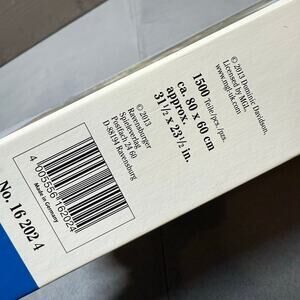 © 2013 Dominic Davidson,
Licensed by MGL,
www.mgl-uk.com
1500 Teile/pcs/pzs
ca. 80 x 60 cm
approx.
31½ x 23½ in.
© 2013
Ravensburger
Spieleverlag
Postfach 24 60
D-88194 Ravensburg
4 005556 162024
Made in Germany
No. 16 202 4